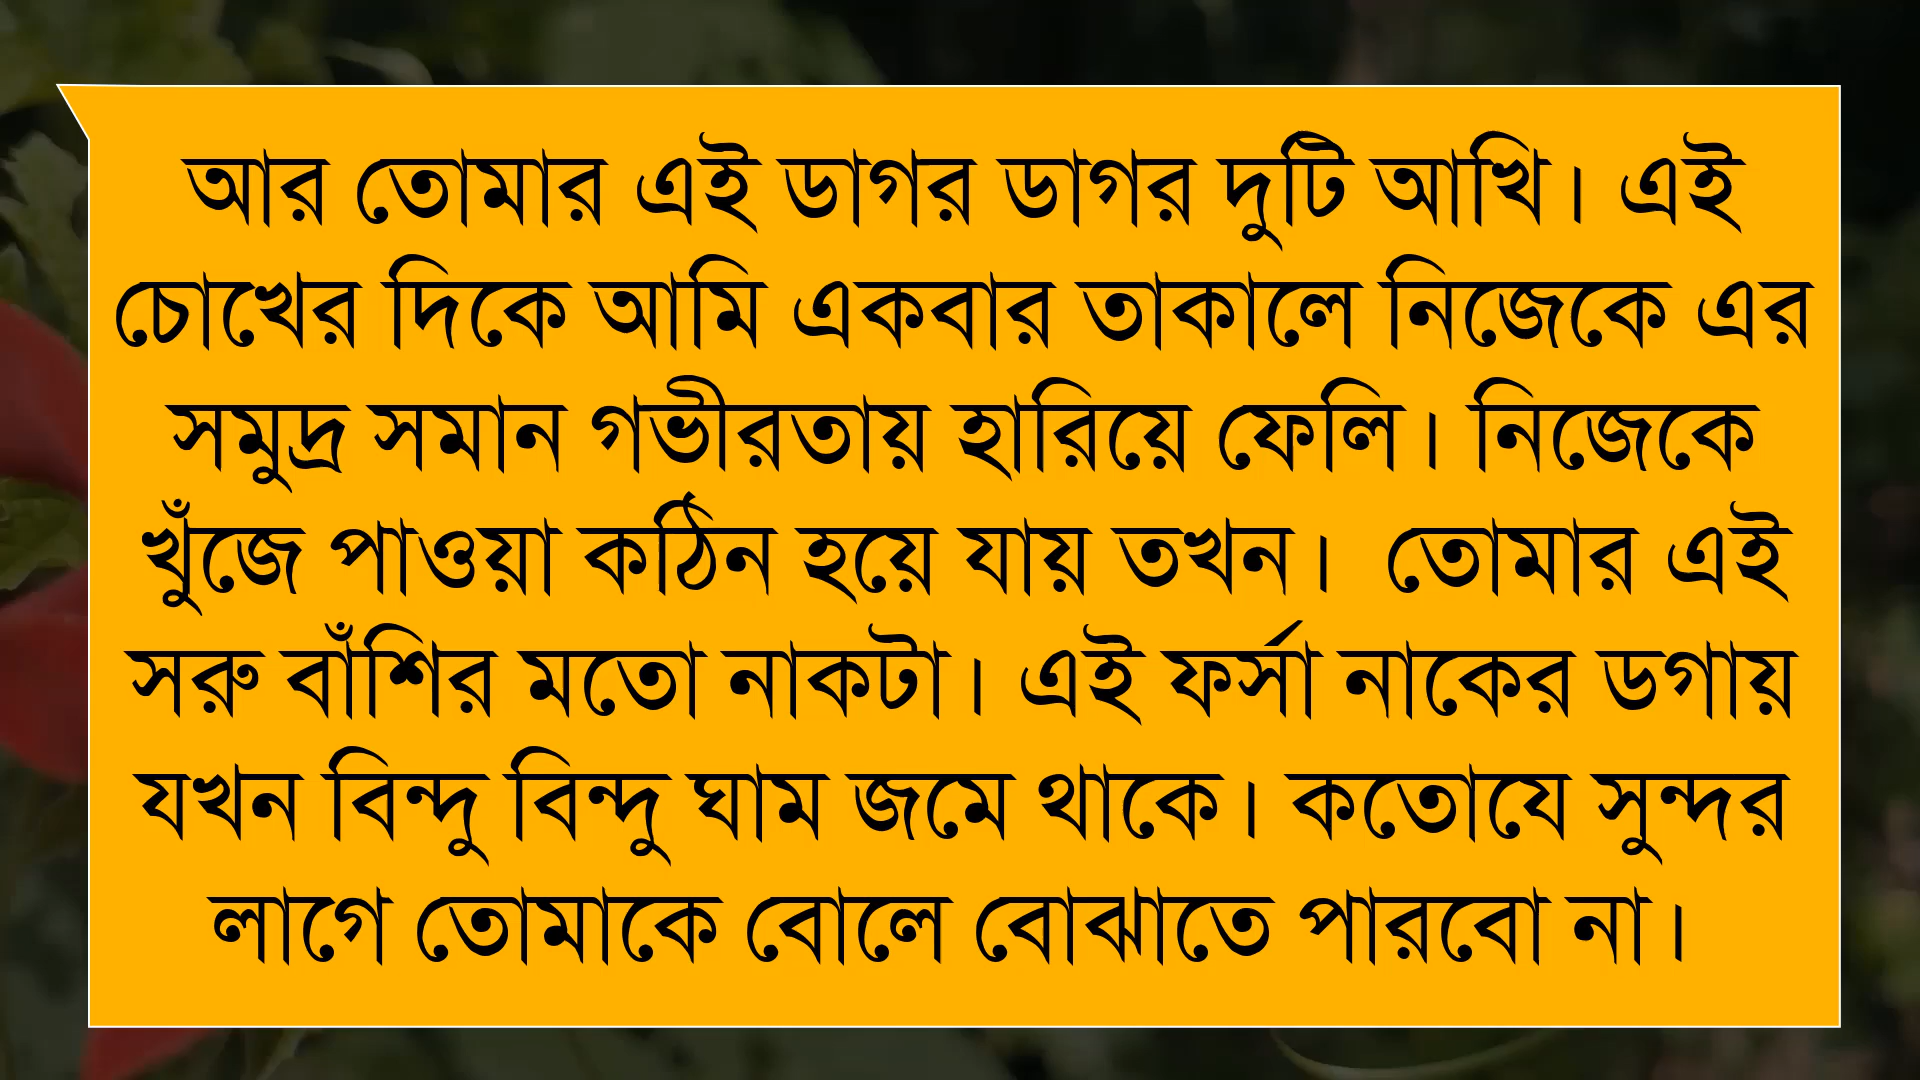 আর তোমার এই ডাগর ডাগর দুটি আখি। এই
চোখের দিকে আমি একবার তাকালে নিজেকে এর
সমুদ্র সমান গভীরতায় হারিয়ে ফেলি। নিজেকে
খুঁজে পাওয়া কঠিন হয়ে যায় তখন। তোমার এই
সরু বাঁশির মতো নাকটা। এই ফর্সা নাকের ডগায়
যখন বিন্দু বিন্দু ঘাম জমে থাকে। কতোযে সুন্দর
লাগে তোমাকে বোলে বোঝাতে পারবো না।